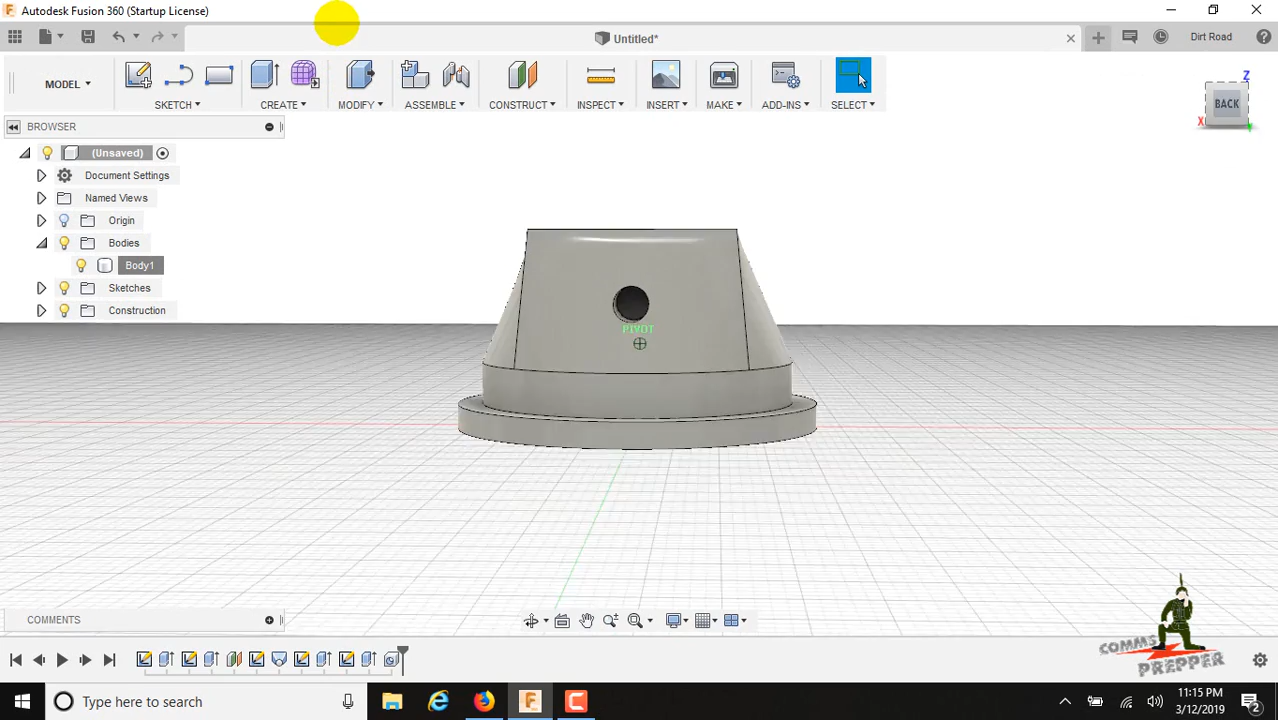 Autodesk Fusion 360 (Startup License)
Untitled*
Dirt Road
MODEL
SKETCH
CREATE
MODIFY
ASSEMBLE
CONSTRUCT
INSPECT
INSERT
MAKE
ADD-INS
SELECT
BROWSER
(Unsaved)
Document Settings
Named Views
Origin
Bodies
Body1
Sketches
Construction
Z
BACK
X
Y
PIVOT
COMMENTS
COMMS
PREPPER
Type here to search
11:15 PM
3/12/2019
2